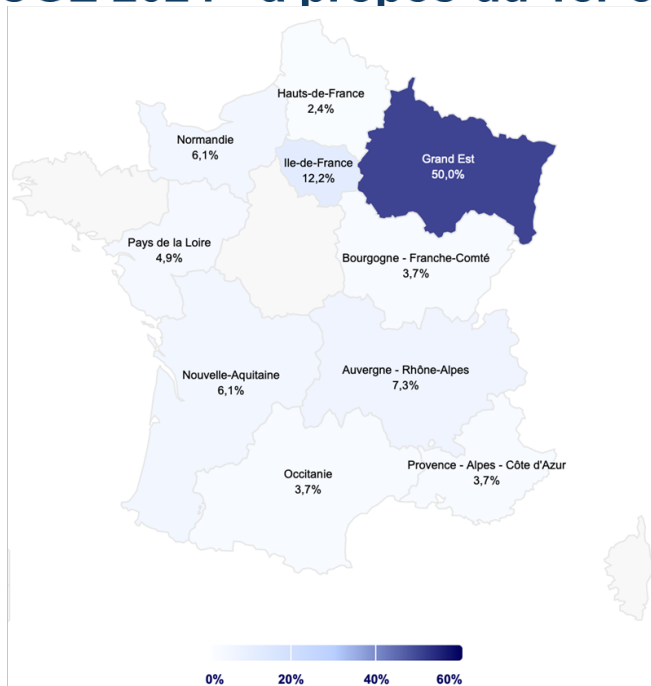 Hauts-de-France
2,4%
Normandie
6,1%
Ile-de-France
12,2%
Grand Est
50,0%
Pays de la Loire
4,9%
Bourgogne - Franche-Comté
3,7%
Nouvelle-Aquitaine
6,1%
Auvergne - Rhône-Alpes
7,3%
Occitanie
3,7%
Provence - Alpes - Côte d'Azur
3,7%
0% 20% 40% 60%